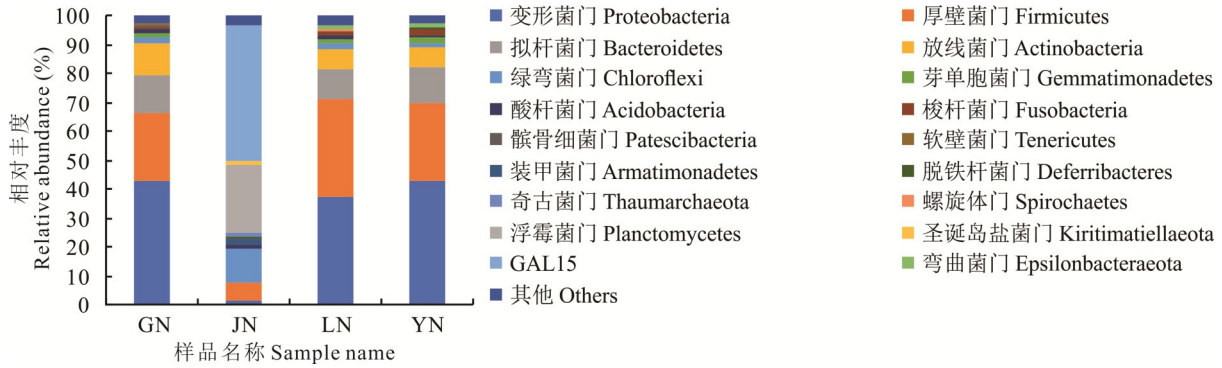 相对丰度
Relative abundance (%)
100
90
80
70
60
50
40
30
20
10
0
GN JN LN YN
样品名称 Sample name
变形菌门 Proteobacteria
厚壁菌门 Firmicutes
拟杆菌门 Bacteroidetes
放线菌门 Actinobacteria
绿弯菌门 Chloroflexi
芽单胞菌门 Gemmatimonadetes
酸杆菌门 Acidobacteria
梭杆菌门 Fusobacteria
髌骨细菌门 Patescibacteria
软壁菌门 Tenericutes
装甲菌门 Armatimonadetes
脱铁杆菌门 Deferribacteres
奇古菌门 Thaumarchaeota
螺旋体门 Spirochaetes
浮霉菌门 Planctomycetes
圣诞岛盐菌门 Kiritimatiellaeota
GAL15
弯曲菌门 Epsilonbacteraeota
其他 Others